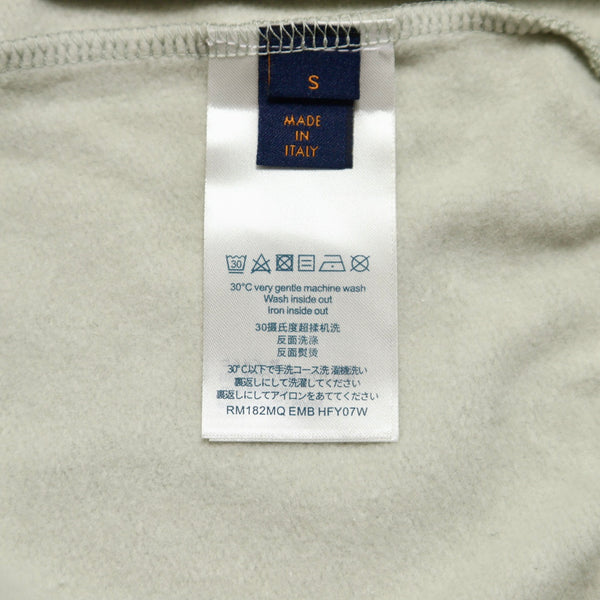 S
MADE
IN
ITALY
30
30°C very gentle machine wash
Wash inside out
Iron inside out
30摄氏度超揉机洗
反面洗涤
反面熨烫
30℃以下で手洗コース洗 濯機洗い
裏返しにして洗濯してください
裏返しにしてアイロンをあててください
RM182MQ EMB HFY07W